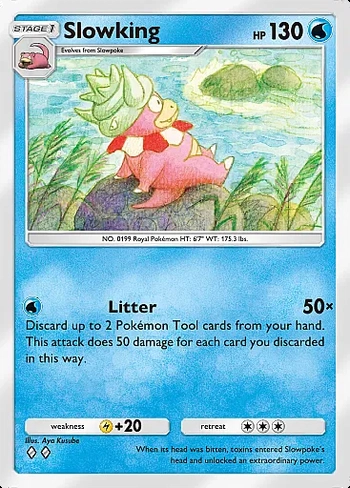 STAGE 1
Slowking
HP 130
Evolves from Slowpoke
NO. 0199 Royal Pokémon HT: 6'7" WT: 175.3 lbs.
Litter 50×
Discard up to 2 Pokémon Tool cards from your hand.
This attack does 50 damage for each card you discarded
in this way.
weakness +20 retreat
Illus. Aya Kusube
When its head was bitten, toxins entered Slowpoke's
head and unlocked an extraordinary power.